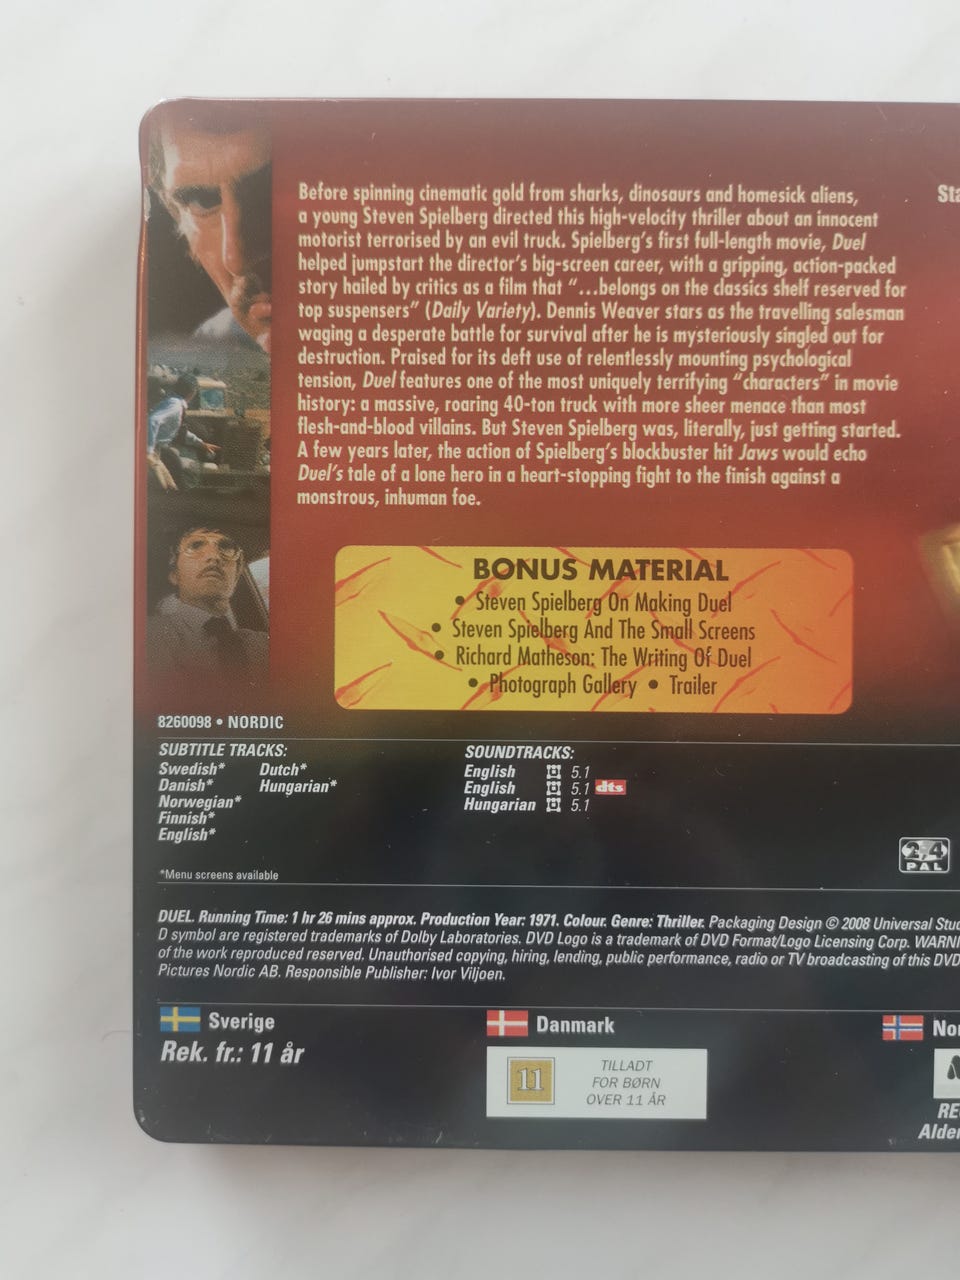 Before spinning cinematic gold from sharks, dinosaurs and homesick aliens,
a young Steven Spielberg directed this high-velocity thriller about an innocent
motorist terrorised by an evil truck. Spielberg's first full-length movie, Duel
helped jumpstart the director's big-screen career, with a gripping, action-packed
story hailed by critics as a film that “...belongs on the classics shelf reserved for
top suspensers” (Daily Variety). Dennis Weaver stars as the travelling salesman
waging a desperate battle for survival after he is mysteriously singled out for
destruction. Praised for its deft use of relentlessly mounting psychological
tension, Duel features one of the most uniquely terrifying “characters” in movie
history: a massive, roaring 40-ton truck with more sheer menace than most
flesh-and-blood villains. But Steven Spielberg was, literally, just getting started.
A few years later, the action of Spielberg's blockbuster hit Jaws would echo
Duel's tale of a lone hero in a heart-stopping fight to the finish against a
monstrous, inhuman foe.
Sta
BONUS MATERIAL
• Steven Spielberg On Making Duel
• Steven Spielberg And The Small Screens
• Richard Matheson: The Writing Of Duel
• Photograph Gallery • Trailer
8260098 • NORDIC
SUBTITLE TRACKS:
Swedish* Dutch*
Danish* Hungarian*
Norwegian*
Finnish*
English*
*Menu screens available
SOUNDTRACKS:
English 5.1
English 5.1 dts
Hungarian 5.1
2,4
PAL
DUEL. Running Time: 1 hr 26 mins approx. Production Year: 1971. Colour. Genre: Thriller. Packaging Design © 2008 Universal Stud
D symbol are registered trademarks of Dolby Laboratories. DVD Logo is a trademark of DVD Format/Logo Licensing Corp. WARNI
of the work reproduced reserved. Unauthorised copying, hiring, lending, public performance, radio or TV broadcasting of this DVD
Pictures Nordic AB. Responsible Publisher: Ivor Viljoen.
Sverige
Rek. fr.: 11 år
Danmark
11
TILLADT
FOR BØRN
OVER 11 ÅR
Nor
RE
Alder